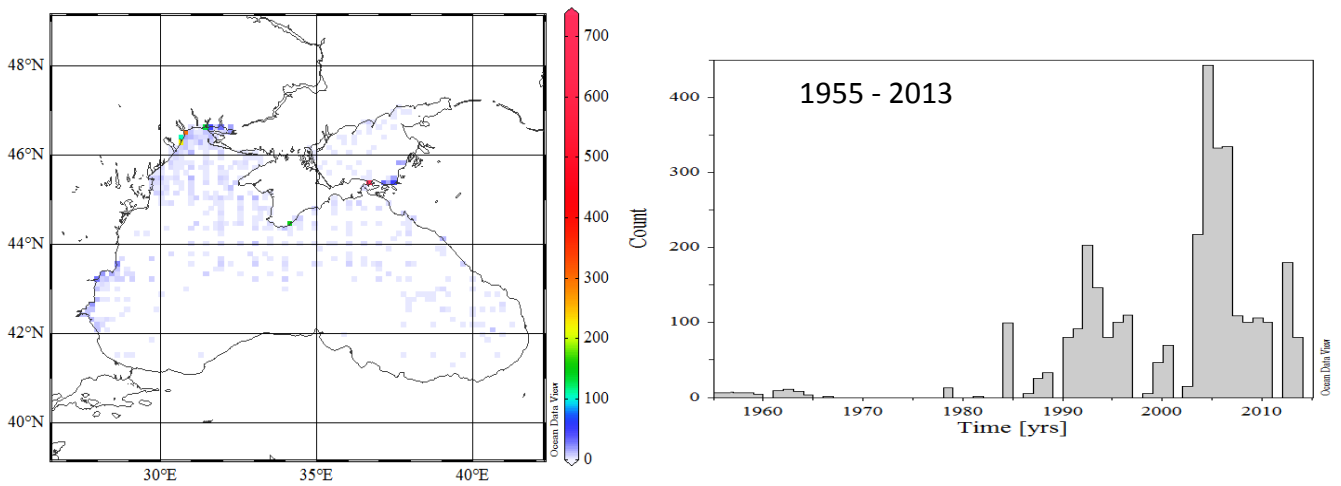 48°N
46°N
44°N
42°N
40°N
30°E
35°E
40°E
Ocean Data View
700
600
500
400
300
200
100
0
Count
1955 - 2013
400
300
200
100
0
1960
1970
1980
1990
2000
2010
Time [yrs]
Ocean Data View